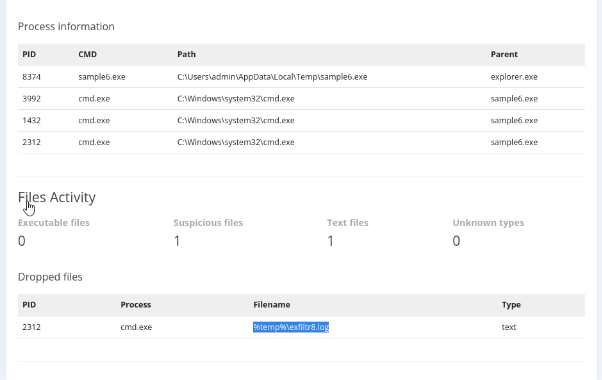 Process information
PID CMD Path Parent
8374 sample6.exe C:\Users\admin\AppData\Local\Temp\sample6.exe explorer.exe
3992 cmd.exe C:\Windows\system32\cmd.exe sample6.exe
1432 cmd.exe C:\Windows\system32\cmd.exe sample6.exe
2312 cmd.exe C:\Windows\system32\cmd.exe sample6.exe
Files Activity
Executable files Suspicious files Text files Unknown types
0 1 1 0
Dropped files
PID Process Filename Type
2312 cmd.exe %temp%\exfiltr8.log text